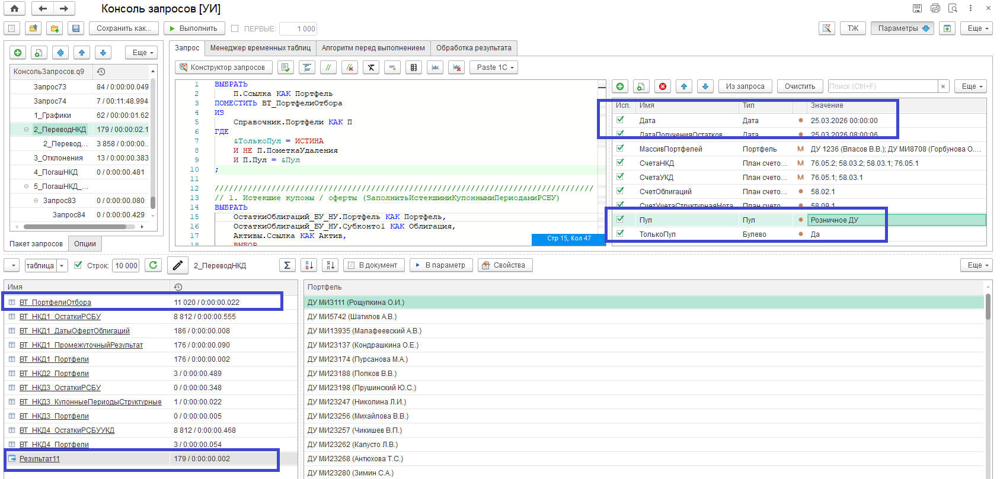 Консоль запросов [УИ]
Сохранить как...
Выполнить
ПЕРВЫЕ:
1 000
ТЖ
Параметры
Еще
Еще
КонсольЗапросов.q9
Запрос73 84 / 0:00:00.049
Запрос74 7 / 00:11:48.994
1_Графики 62 / 00:00:01.62
2_ПереводНКД 179 / 00:00:02.1
2_Перевод... 3 858 / 0:00:00...
3_Отклонения 13 / 0:00:00.383
4_ПогашНКД 0 / 0:00:00.481
5_ПогашНКД_...
Запрос83 0 / 0:00:00.080
Запрос84 0 / 0:00:00.429
Пакет запросов
Опции
Запрос
Менеджер временных таблиц
Алгоритм перед выполнением
Обработка результата
Конструктор запросов
Paste 1C
1 ВЫБРАТЬ
2 П.Ссылка КАК Портфель
3 ПОМЕСТИТЬ ВТ_ПортфелиОтбора
4 ИЗ
5 Справочник.Портфели КАК П
6 ГДЕ
7 &ТолькоПул = ИСТИНА
8 И НЕ П.ПометкаУдаления
9 И П.Пул = &Пул
10 ;
11
12 ////////////////////////////////////////////////////////////////////////////////
13 // 1. Истекшие купоны / оферты (ЗаполнитьИстекшимиКупоннымиПериодамиРСБУ)
14 ВЫБРАТЬ
15 ОстаткиОблигаций_БУ_НУ.Портфель КАК Портфель,
16 ОстаткиОблигаций_БУ_НУ.Субконто1 КАК Облигация,
17 Активы.Ссылка КАК Актив,
18 ВЫБОР
Стр 15, Кол 47
Из запроса
Очистить
Поиск (Ctrl+F)
×
Еще
Исп. Имя Тип Значение
Дата Дата 25.03.2026 00:00:00
ДатаПолученияОстатков Дата 25.03.2026 08:00:06
МассивПортфелей Портфель М ДУ 1236 (Власов В.В.); ДУ МИ8708 (Горбунова О....
СчетаНКД План счето... М 76.05.2; 58.03.2; 58.03.1; 76.05.1
СчетаУКД План счето... М 76.05.1; 58.03.1
СчетОблигаций План счето... 58.02.1
СчетУчетаСтруктурнаяНота План счето... 58.09.1
Пул Пул Розничное ДУ
ТолькоПул Булево Да
таблица
Строк:
10 000
2_ПереводНКД
Σ
В документ
В параметр
Свойства
Еще
Имя
ВТ_ПортфелиОтбора 11 020 / 0:00:00.022
ВТ_НКД1_ОстаткиРСБУ 8 812 / 0:00:00.555
ВТ_НКД1_ДатыОфертОблигаций 186 / 0:00:00.008
ВТ_НКД1_ПромежуточныйРезультат 176 / 0:00:00.090
ВТ_НКД1_Портфели 176 / 0:00:00.002
ВТ_НКД2_Портфели 3 / 0:00:00.489
ВТ_НКД3_ОстаткиРСБУ 0 / 0:00:00.348
ВТ_НКД3_КупонныеПериодыСтруктурные 1 / 0:00:00.022
ВТ_НКД3_Портфели 0 / 0:00:00.005
ВТ_НКД4_ОстаткиРСБУУКД 8 812 / 0:00:00.468
ВТ_НКД4_Портфели 3 / 0:00:00.054
Результат11 179 / 0:00:00.002
Портфель
ДУ МИ3111 (Рощупкина О.И.)
ДУ МИ5742 (Шатилов А.В.)
ДУ МИ13935 (Малафеевский А.В.)
ДУ МИ23137 (Кондрашкина О.Е.)
ДУ МИ23174 (Пурсанова М.А.)
ДУ МИ23188 (Попков В.В.)
ДУ МИ23198 (Прушинский Ю.С.)
ДУ МИ23247 (Николина Л.И.)
ДУ МИ23256 (Михайлова В.В.)
ДУ МИ23257 (Чикишев В.П.)
ДУ МИ23262 (Капусто Л.В.)
ДУ МИ23268 (Антюхова Т.С.)
ДУ МИ23280 (Зимин С.А.)